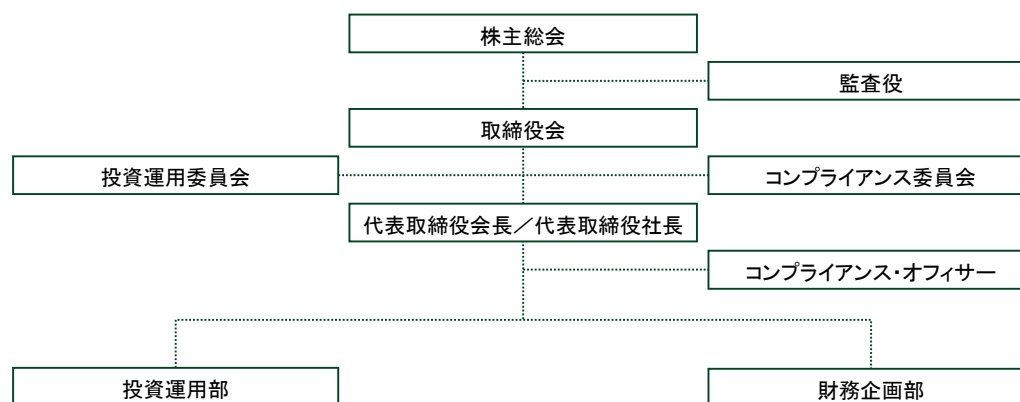 株主総会
監査役
取締役会
投資運用委員会
コンプライアンス委員会
代表取締役会長／代表取締役社長
コンプライアンス・オフィサー
投資運用部
財務企画部